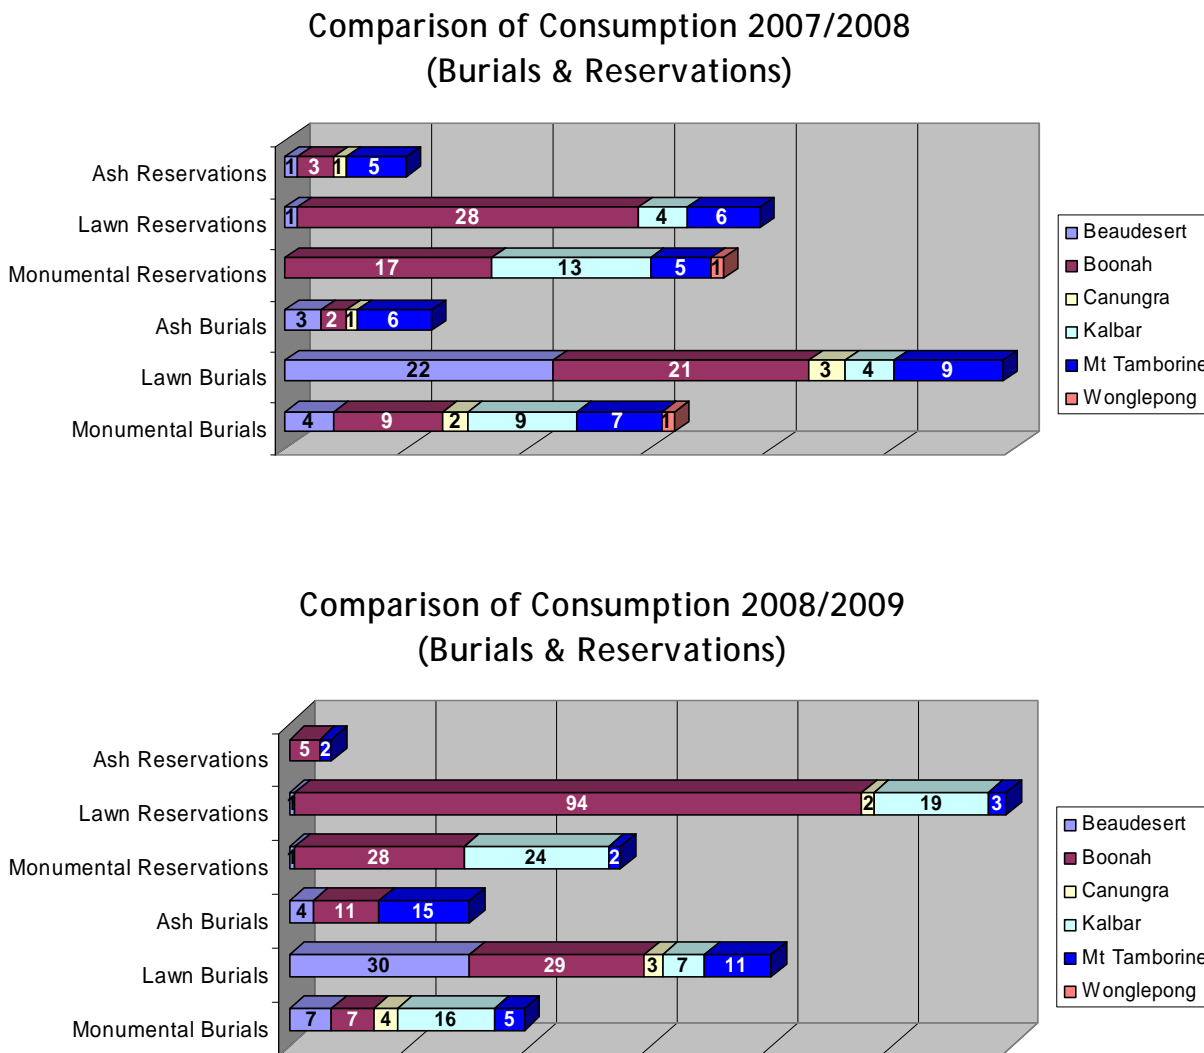 Comparison of Consumption 2007/2008
(Burials & Reservations)
Ash Reservations
1 3 1 5
Lawn Reservations
1 28 4 6
Monumental Reservations
17 13 5 1
Ash Burials
3 2 1 6
Lawn Burials
22 21 3 4 9
Monumental Burials
4 9 2 9 7 1
Beaudesert
Boonah
Canungra
Kalbar
Mt Tamborine
Wonglepong
Comparison of Consumption 2008/2009
(Burials & Reservations)
Ash Reservations
5 2
Lawn Reservations
1 94 2 19 3
Monumental Reservations
1 28 24 2
Ash Burials
4 11 15
Lawn Burials
30 29 3 7 11
Monumental Burials
7 7 4 16 5
Beaudesert
Boonah
Canungra
Kalbar
Mt Tamborine
Wonglepong